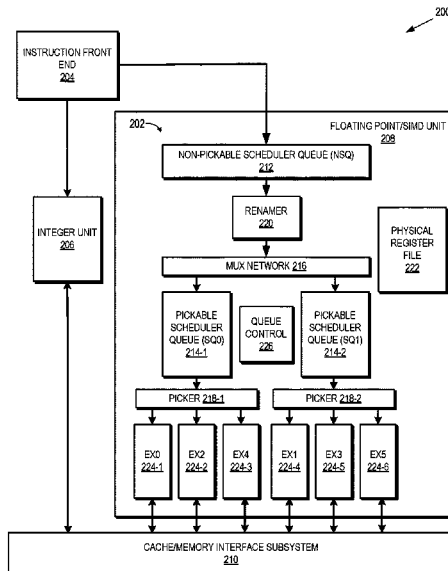 200
INSTRUCTION FRONT
END
204
202
FLOATING POINT/SIMD UNIT
208
NON-PICKABLE SCHEDULER QUEUE (NSQ)
212
RENAMER
220
INTEGER UNIT
206
PHYSICAL
REGISTER
FILE
222
MUX NETWORK 216
PICKABLE
SCHEDULER
QUEUE (SQ0)
214-1
QUEUE
CONTROL
226
PICKABLE
SCHEDULER
QUEUE (SQ1)
214-2
PICKER 218-1
PICKER 218-2
EX0
224-1
EX2
224-2
EX4
224-3
EX1
224-4
EX3
224-5
EX5
224-6
CACHE/MEMORY INTERFACE SUBSYSTEM
210